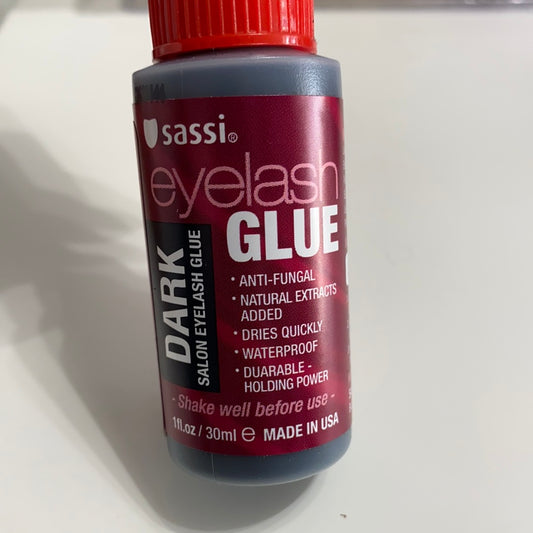 sassi®
eyelash
GLUE
DARK
SALON EYELASH GLUE
• ANTI-FUNGAL
• NATURAL EXTRACTS
ADDED
• DRIES QUICKLY
• WATERPROOF
• DUARABLE -
HOLDING POWER
- Shake well before use -
1fl.oz / 30ml e MADE IN USA